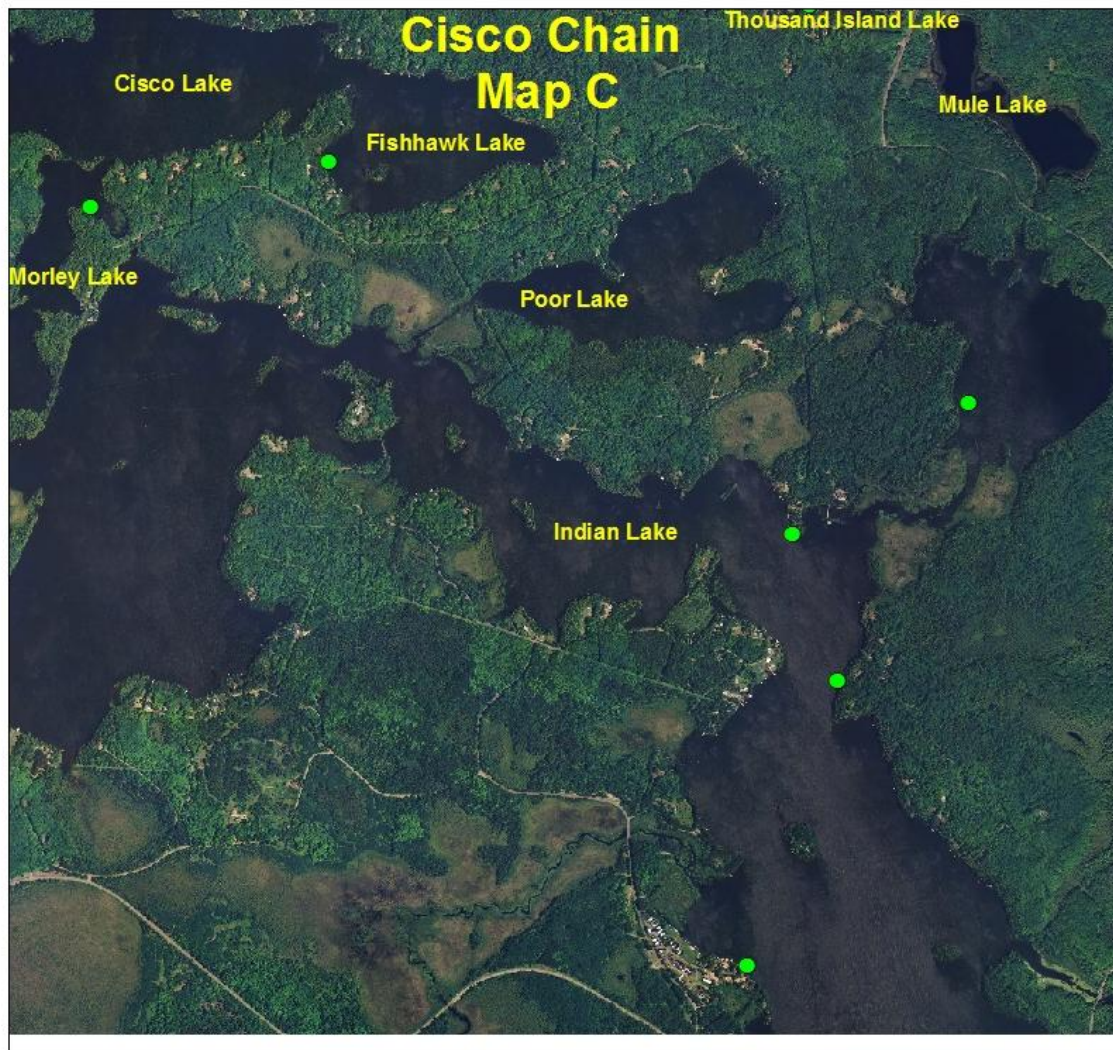 Cisco Chain
Map C
Thousand Island Lake
Cisco Lake
Mule Lake
Fishhawk Lake
Morley Lake
Poor Lake
Indian Lake